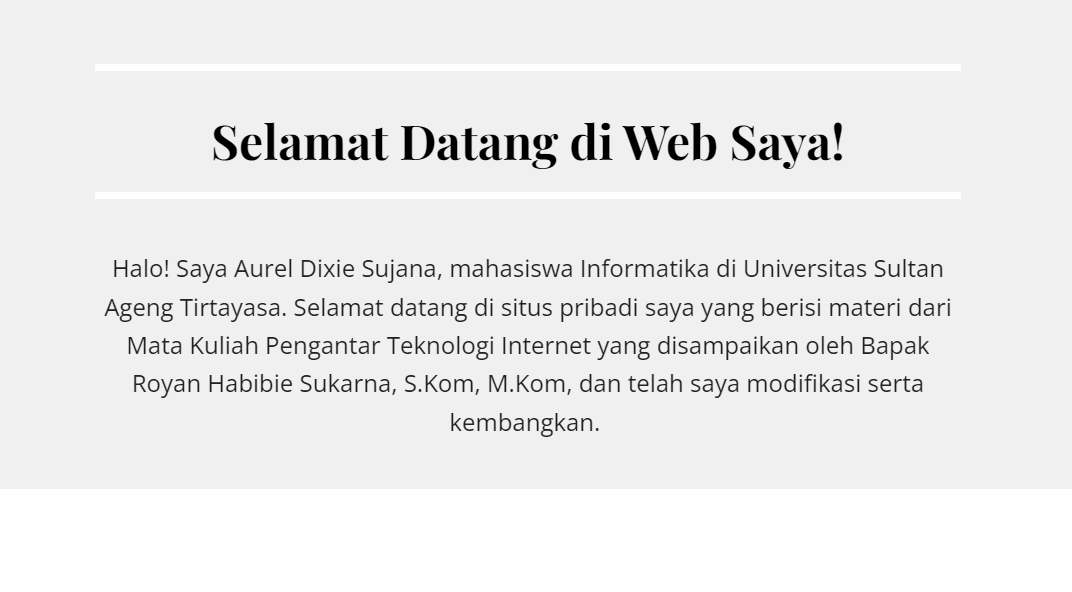 Selamat Datang di Web Saya!
Halo! Saya Aurel Dixie Sujana, mahasiswa Informatika di Universitas Sultan
Ageng Tirtayasa. Selamat datang di situs pribadi saya yang berisi materi dari
Mata Kuliah Pengantar Teknologi Internet yang disampaikan oleh Bapak
Royan Habibie Sukarna, S.Kom, M.Kom, dan telah saya modifikasi serta
kembangkan.